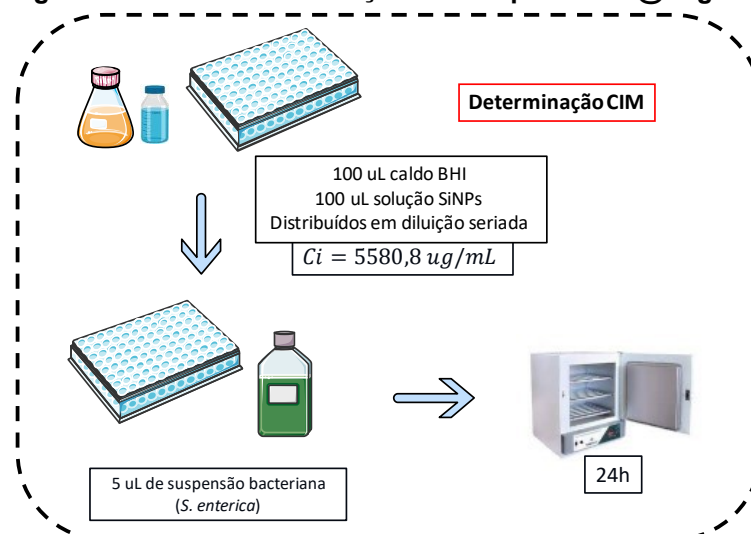 Determinação CIM
100 uL caldo BHI
100 uL solução SiNPs
Distribuídos em diluição seriada
Ci = 5580,8 ug/mL
5 uL de suspensão bacteriana
(S. enterica)
24h